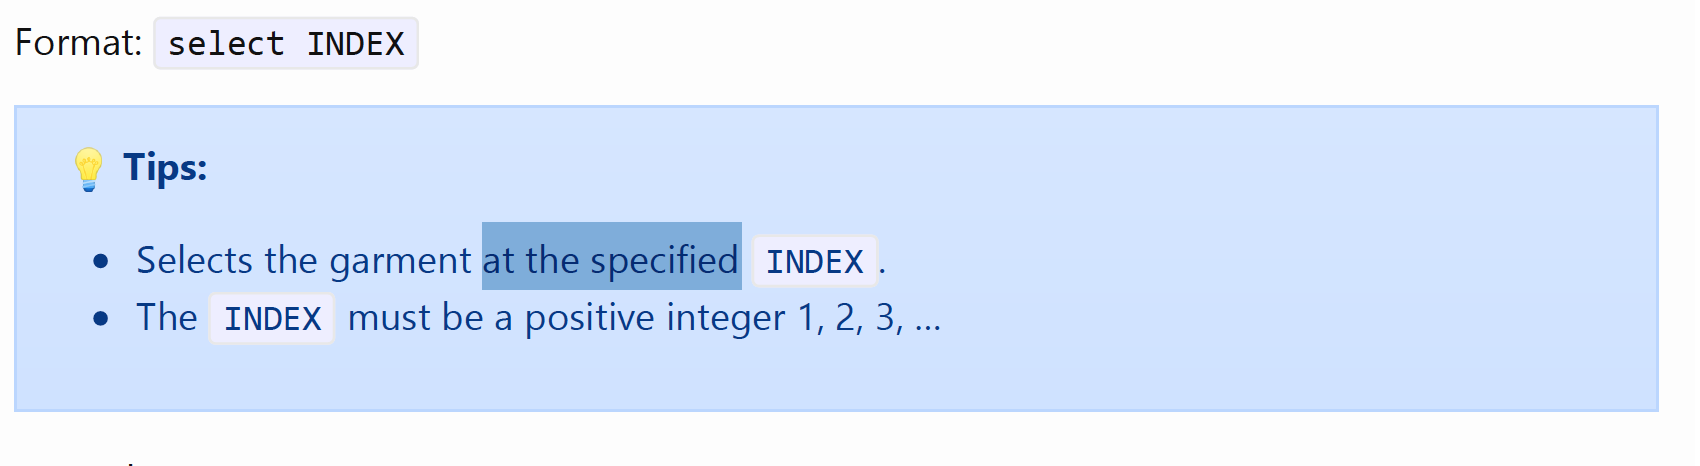 Format: select INDEX
Tips:
Selects the garment at the specified INDEX.
The INDEX must be a positive integer 1, 2, 3, …